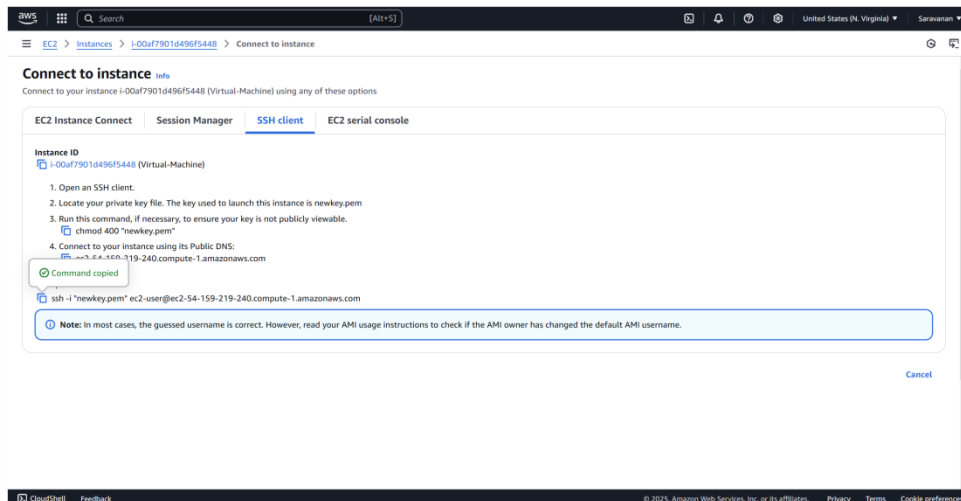 aws
Search [Alt+S]
United States (N. Virginia) Saravanan
EC2 > Instances > i-00af7901d496f5448 > Connect to instance
Connect to instance Info
Connect to your instance i-00af7901d496f5448 (Virtual-Machine) using any of these options
EC2 Instance Connect Session Manager SSH client EC2 serial console
Instance ID
i-00af7901d496f5448 (Virtual-Machine)
1. Open an SSH client.
2. Locate your private key file. The key used to launch this instance is newkey.pem
3. Run this command, if necessary, to ensure your key is not publicly viewable.
chmod 400 "newkey.pem"
4. Connect to your instance using its Public DNS:
ec2-54-159-219-240.compute-1.amazonaws.com
Command copied
ssh -i "newkey.pem" ec2-user@ec2-54-159-219-240.compute-1.amazonaws.com
Note: In most cases, the guessed username is correct. However, read your AMI usage instructions to check if the AMI owner has changed the default AMI username.
Cancel
CloudShell Feedback © 2025, Amazon Web Services, Inc. or its affiliates. Privacy Terms Cookie preferences